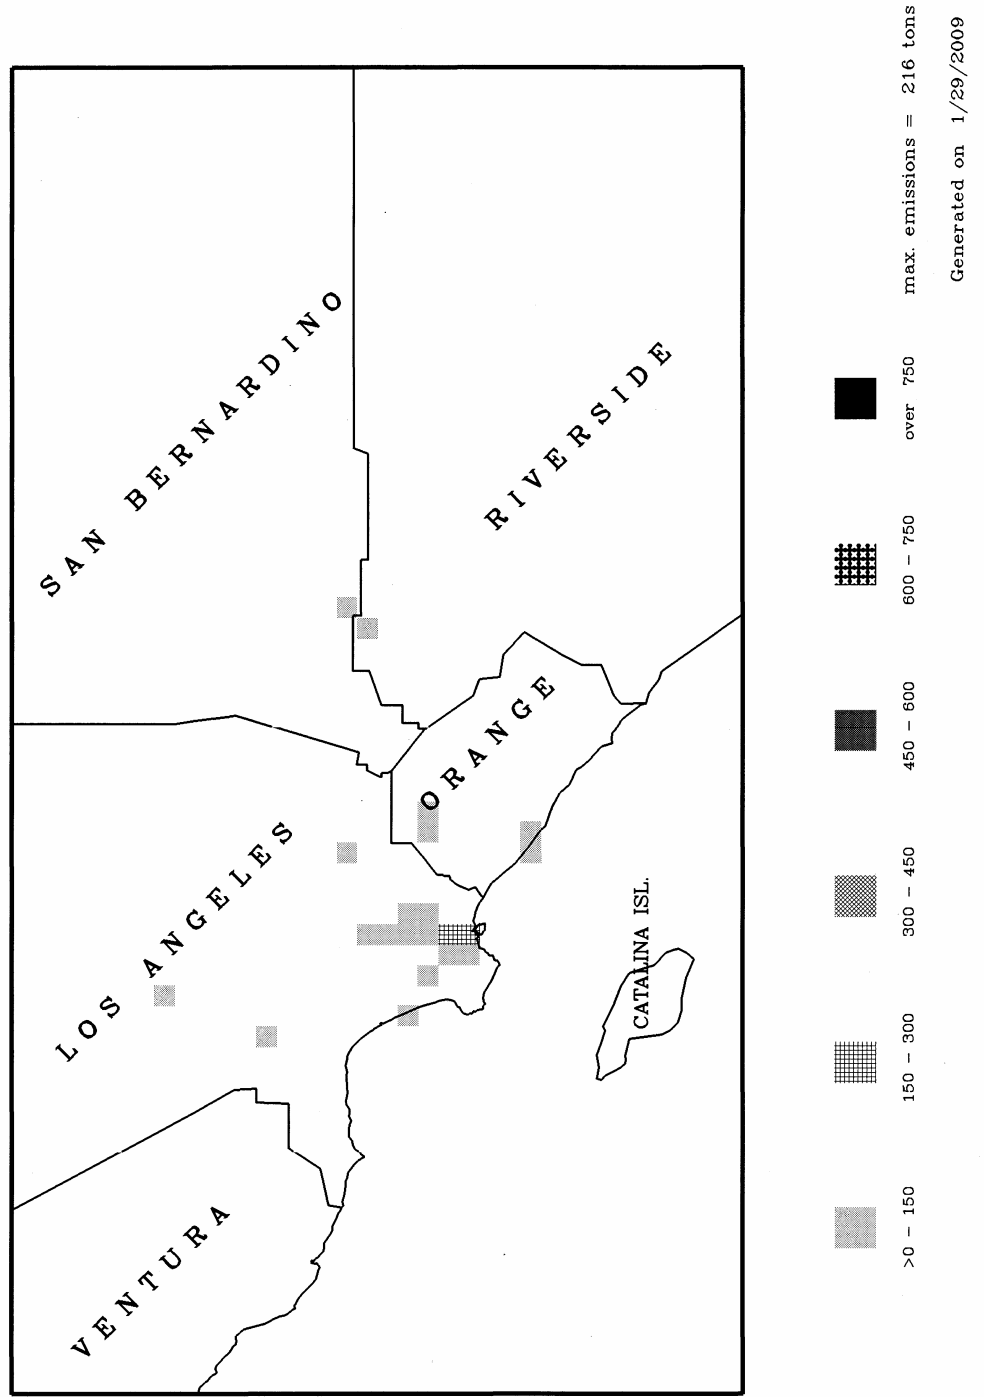 SAN BERNARDINO
LOS ANGELES
VENTURA
RIVERSIDE
ORANGE
CATALINA ISL.
>0 – 150
150 – 300
300 – 450
450 – 600
600 – 750
over 750
max. emissions = 216 tons
Generated on 1/29/2009